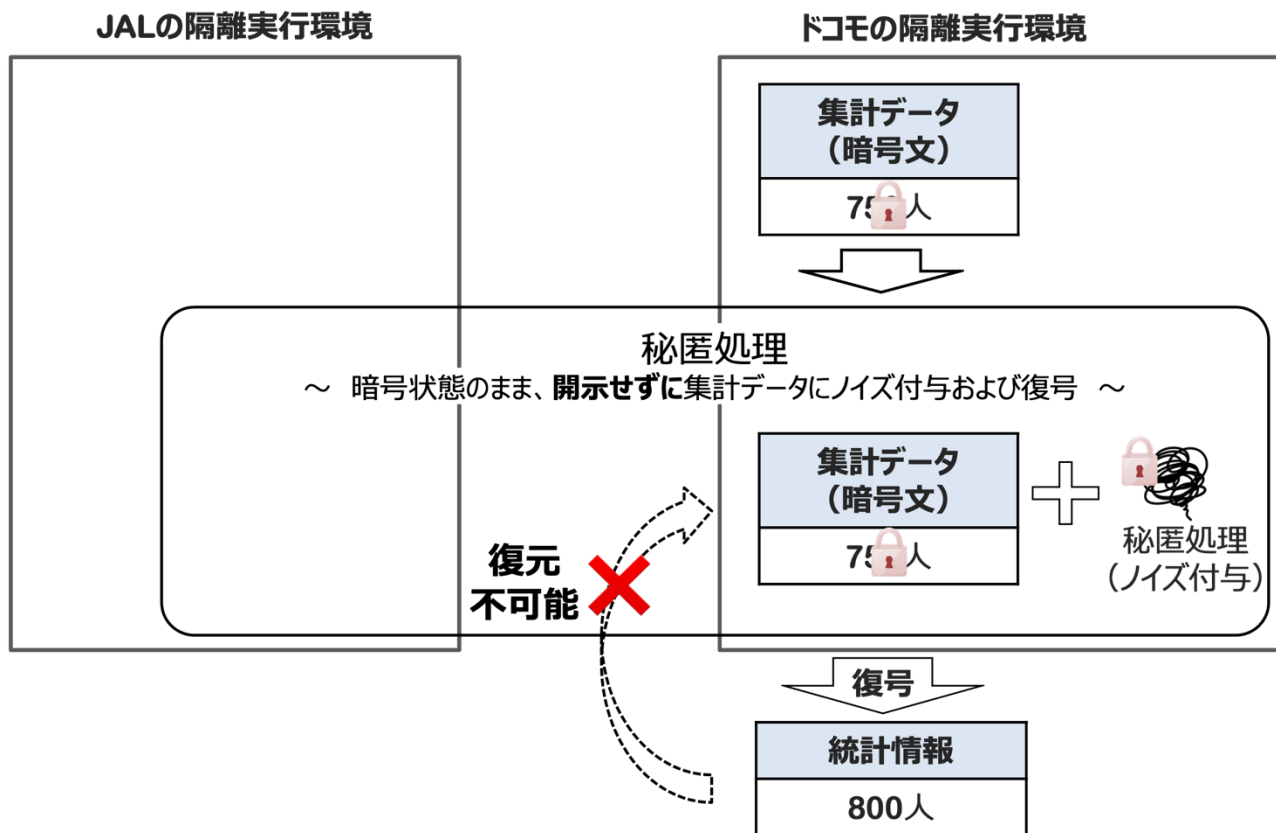 JALの隔離実行環境
ドコモの隔離実行環境
集計データ
（暗号文）
75 人
秘匿処理
～ 暗号状態のまま、開示せずに集計データにノイズ付与および復号 ～
集計データ
（暗号文）
75 人
秘匿処理
（ノイズ付与）
復元
不可能
復号
統計情報
800人